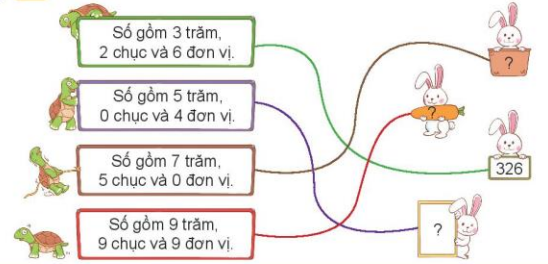 Số gồm 3 trăm,
2 chục và 6 đơn vị.
?
Số gồm 5 trăm,
0 chục và 4 đơn vị.
?
Số gồm 7 trăm,
5 chục và 0 đơn vị.
326
Số gồm 9 trăm,
9 chục và 9 đơn vị.
?